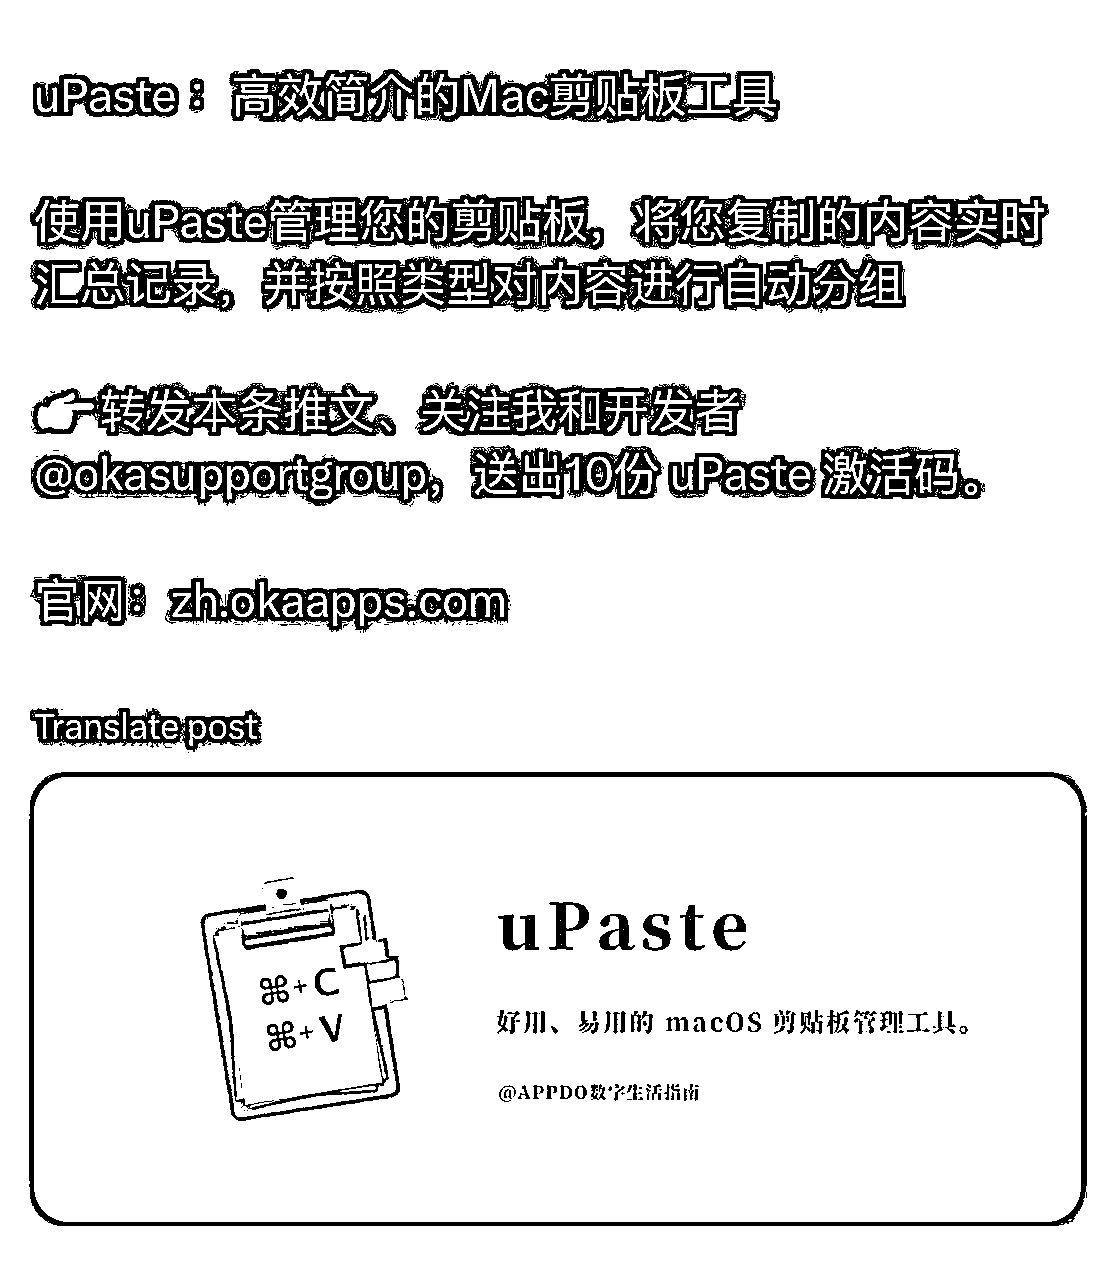 uPaste： 高效简介的Mac剪贴板工具
使用uPaste管理您的剪贴板，将您复制的内容实时
汇总记录，并按照类型对内容进行自动分组
👉转发本条推文、关注我和开发者
@okasupportgroup，送出10份 uPaste 激活码。
官网：zh.okaapps.com
Translate post
⌘+C
⌘+V
uPaste
好用、易用的 macOS 剪贴板管理工具。
@APPDO数字生活指南